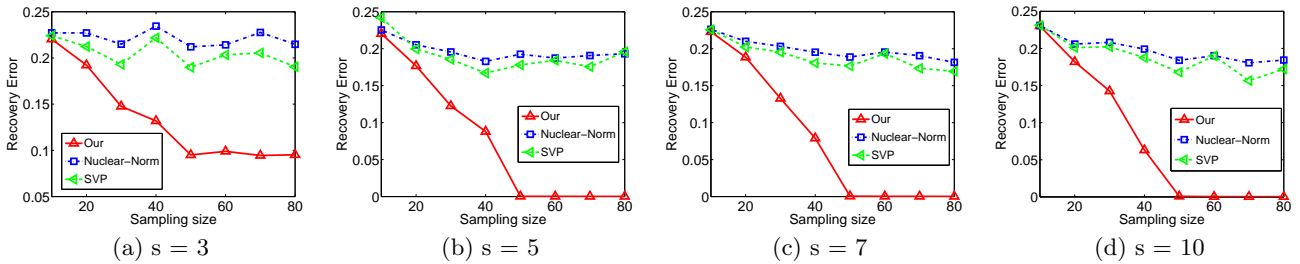 0.25
0.2
0.15
0.1
0.05
Recovery Error
Our
Nuclear-Norm
SVP
20 40 60 80
Sampling size
(a) s = 3
0.25
0.2
0.15
0.1
0.05
0
Recovery Error
Our
Nuclear-Norm
SVP
20 40 60 80
Sampling size
(b) s = 5
0.25
0.2
0.15
0.1
0.05
0
Recovery Error
Our
Nuclear-Norm
SVP
20 40 60 80
Sampling size
(c) s = 7
0.25
0.2
0.15
0.1
0.05
0
Recovery Error
Our
Nuclear-Norm
SVP
20 40 60 80
Sampling size
(d) s = 10